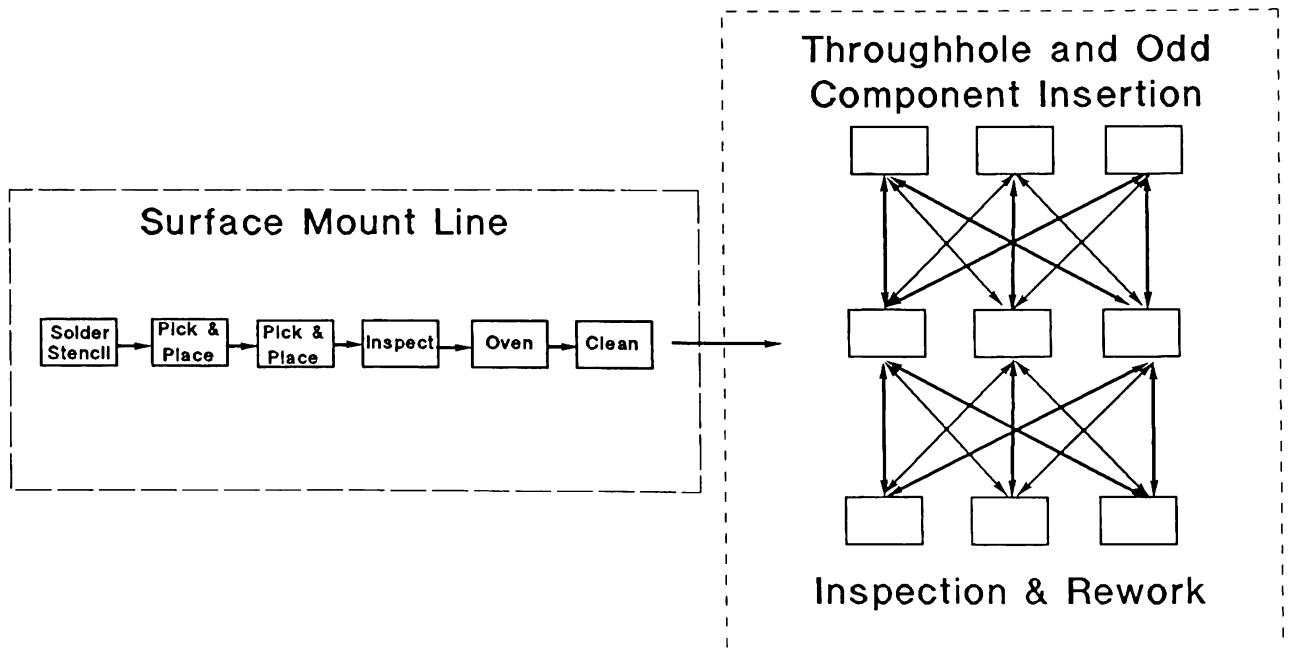 Surface Mount Line
Solder
Stencil
Pick &
Place
Pick &
Place
Inspect
Oven
Clean
Throughhole and Odd
Component Insertion
Inspection & Rework